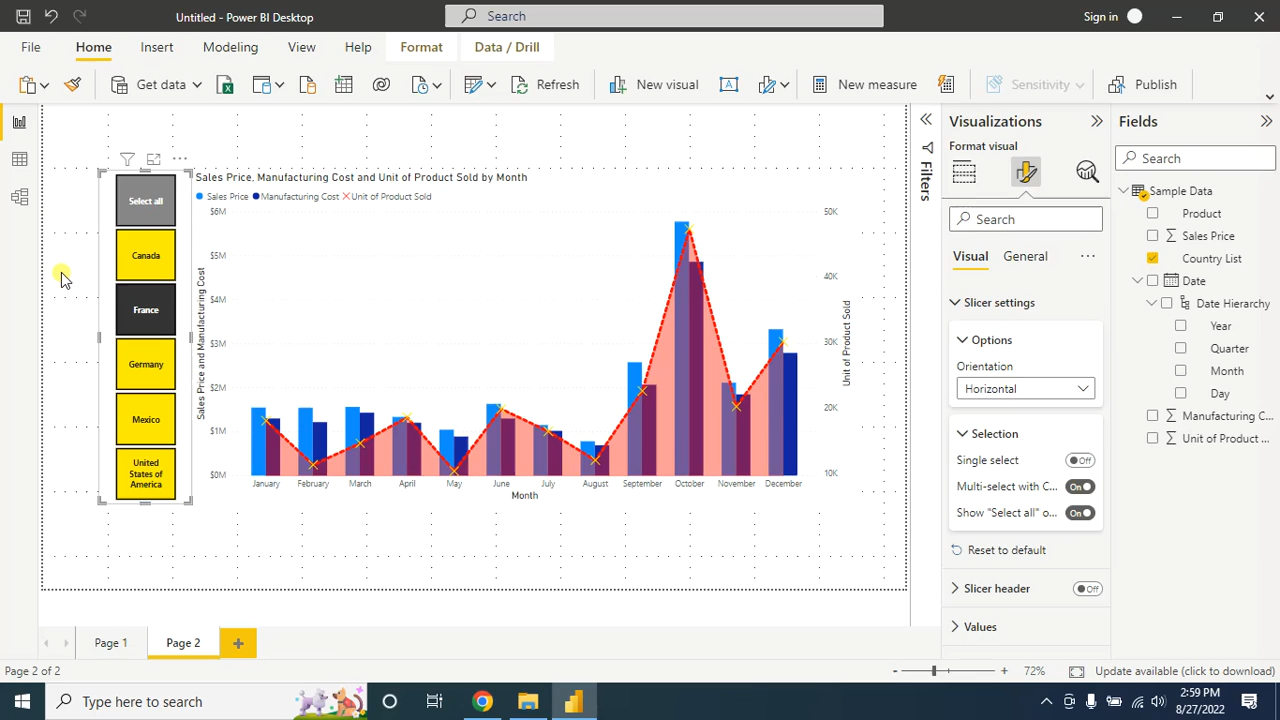 Untitled - Power BI Desktop
Search
Sign in
File
Home
Insert
Modeling
View
Help
Format
Data / Drill
Get data
Refresh
New visual
New measure
Sensitivity
Publish
Select all
Canada
France
Germany
Mexico
United
States of
America
Sales Price, Manufacturing Cost and Unit of Product Sold by Month
Sales Price
Manufacturing Cost
Unit of Product Sold
$6M
$5M
$4M
$3M
$2M
$1M
$0M
Sales Price and Manufacturing Cost
50K
40K
30K
20K
10K
Unit of Product Sold
January
February
March
April
May
June
July
August
September
October
November
December
Month
Filters
Visualizations
Format visual
Search
Visual
General
...
Slicer settings
Options
Orientation
Horizontal
Selection
Single select
Off
Multi-select with C...
On
Show "Select all" o...
On
Reset to default
Slicer header
Off
Values
Fields
Search
Sample Data
Product
Sales Price
Country List
Date
Date Hierarchy
Year
Quarter
Month
Day
Manufacturing C...
Unit of Product ...
Page 1
Page 2
Page 2 of 2
72%
Update available (click to download)
Type here to search
2:59 PM
8/27/2022